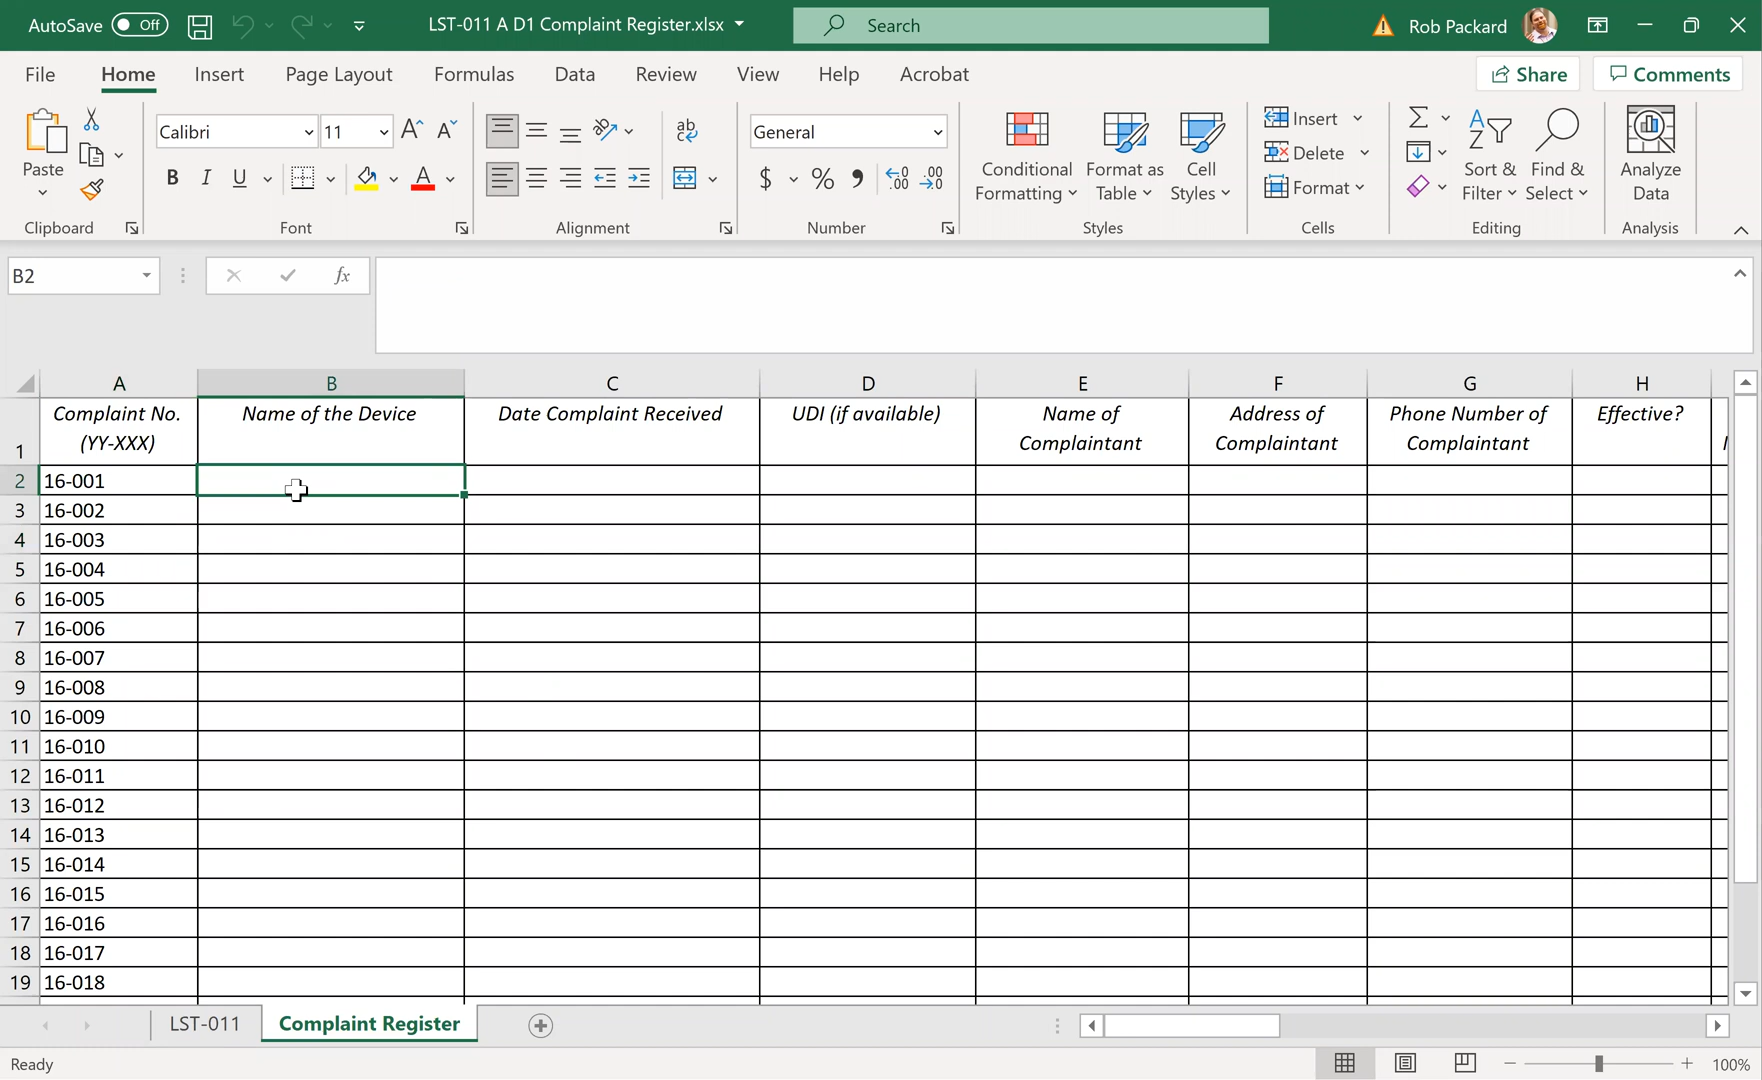 AutoSave Off LST-011 A D1 Complaint Register.xlsx Search Rob Packard
File Home Insert Page Layout Formulas Data Review View Help Acrobat Share Comments
Paste
Clipboard
Calibri 11
B I U
Font
ab
Alignment
General
$ % 9 .00 .00
Number
Conditional Formatting
Format as Table
Cell Styles
Styles
Insert
Delete
Format
Cells
Sort & Filter
Find & Select
Editing
Analyze Data
Analysis
B2 fx
A B C D E F G H
1 Complaint No. (YY-XXX) Name of the Device Date Complaint Received UDI (if available) Name of Complaintant Address of Complaintant Phone Number of Complaintant Effective?
2 16-001
3 16-002
4 16-003
5 16-004
6 16-005
7 16-006
8 16-007
9 16-008
10 16-009
11 16-010
12 16-011
13 16-012
14 16-013
15 16-014
16 16-015
17 16-016
18 16-017
19 16-018
LST-011 Complaint Register
Ready 100%